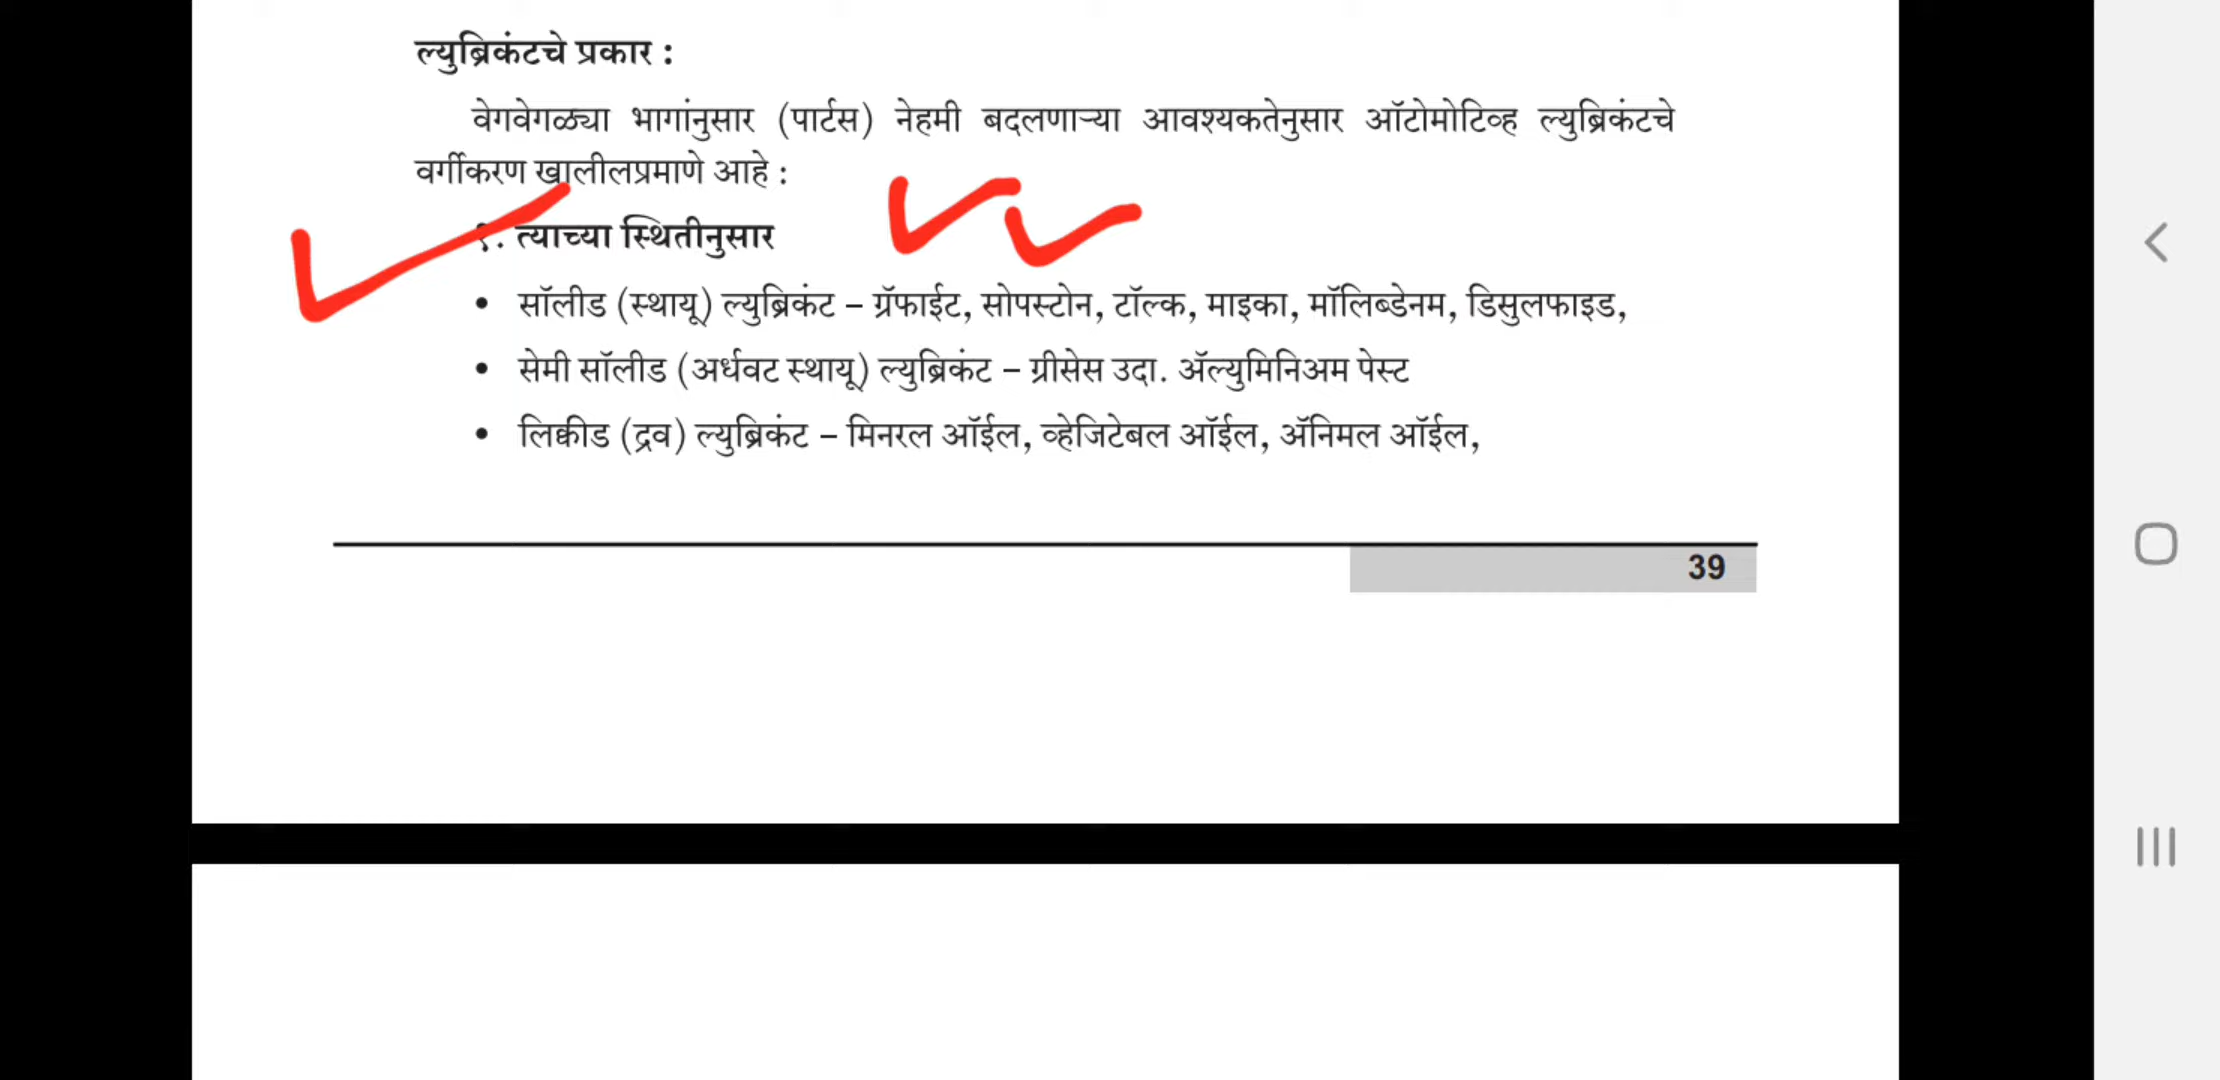 ल्युब्रिकंटचे प्रकार :
वेगवेगळ्या भागांनुसार (पार्टस) नेहमी बदलणाऱ्या आवश्यकतेनुसार ऑटोमोटिव्ह ल्युब्रिकंटचे
वर्गीकरण खालीलप्रमाणे आहे :
१. त्याच्या स्थितीनुसार
• सॉलीड (स्थायू) ल्युब्रिकंट – ग्रॅफाईट, सोपस्टोन, टॉल्क, माइका, मॉलिब्डेनम, डिसुलफाइड,
• सेमी सॉलीड (अर्धवट स्थायू) ल्युब्रिकंट – ग्रीसेस उदा. ॲल्युमिनिअम पेस्ट
• लिक्वीड (द्रव) ल्युब्रिकंट – मिनरल ऑईल, व्हेजिटेबल ऑईल, ॲनिमल ऑईल,
39